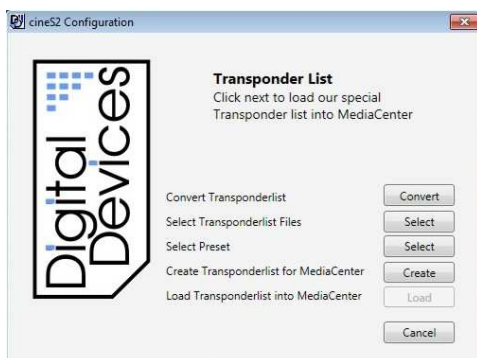 cineS2 Configuration
Digital
Devices
Transponder List
Click next to load our special
Transponder list into MediaCenter
Convert Transponderlist
Convert
Select Transponderlist Files
Select
Select Preset
Select
Create Transponderlist for MediaCenter
Create
Load Transponderlist into MediaCenter
Load
Cancel